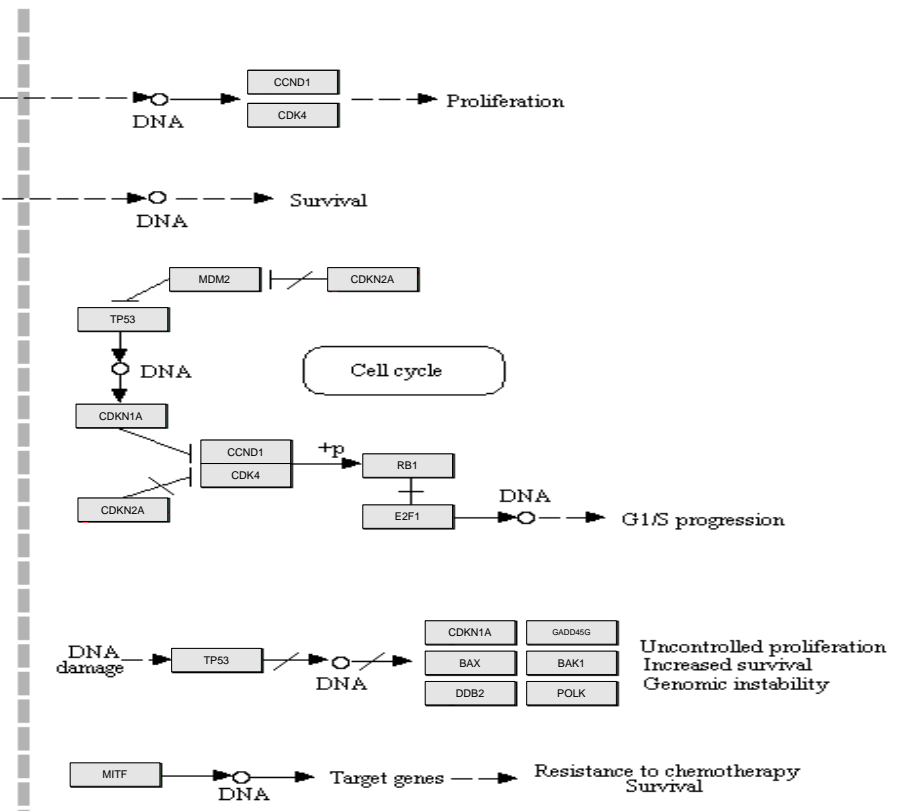 CCND1
Proliferation
DNA
CDK4
Survival
DNA
MDM2
CDKN2A
TP53
DNA
Cell cycle
CDKN1A
CCND1
+p
RB1
CDK4
CDKN2A
DNA
E2F1
G1/S progression
CDKN1A
GADD45G
DNA
damage
TP53
DNA
BAX
BAK1
DDB2
POLK
Uncontrolled proliferation
Increased survival
Genomic instability
MITF
DNA
Target genes
Resistance to chemotherapy
Survival